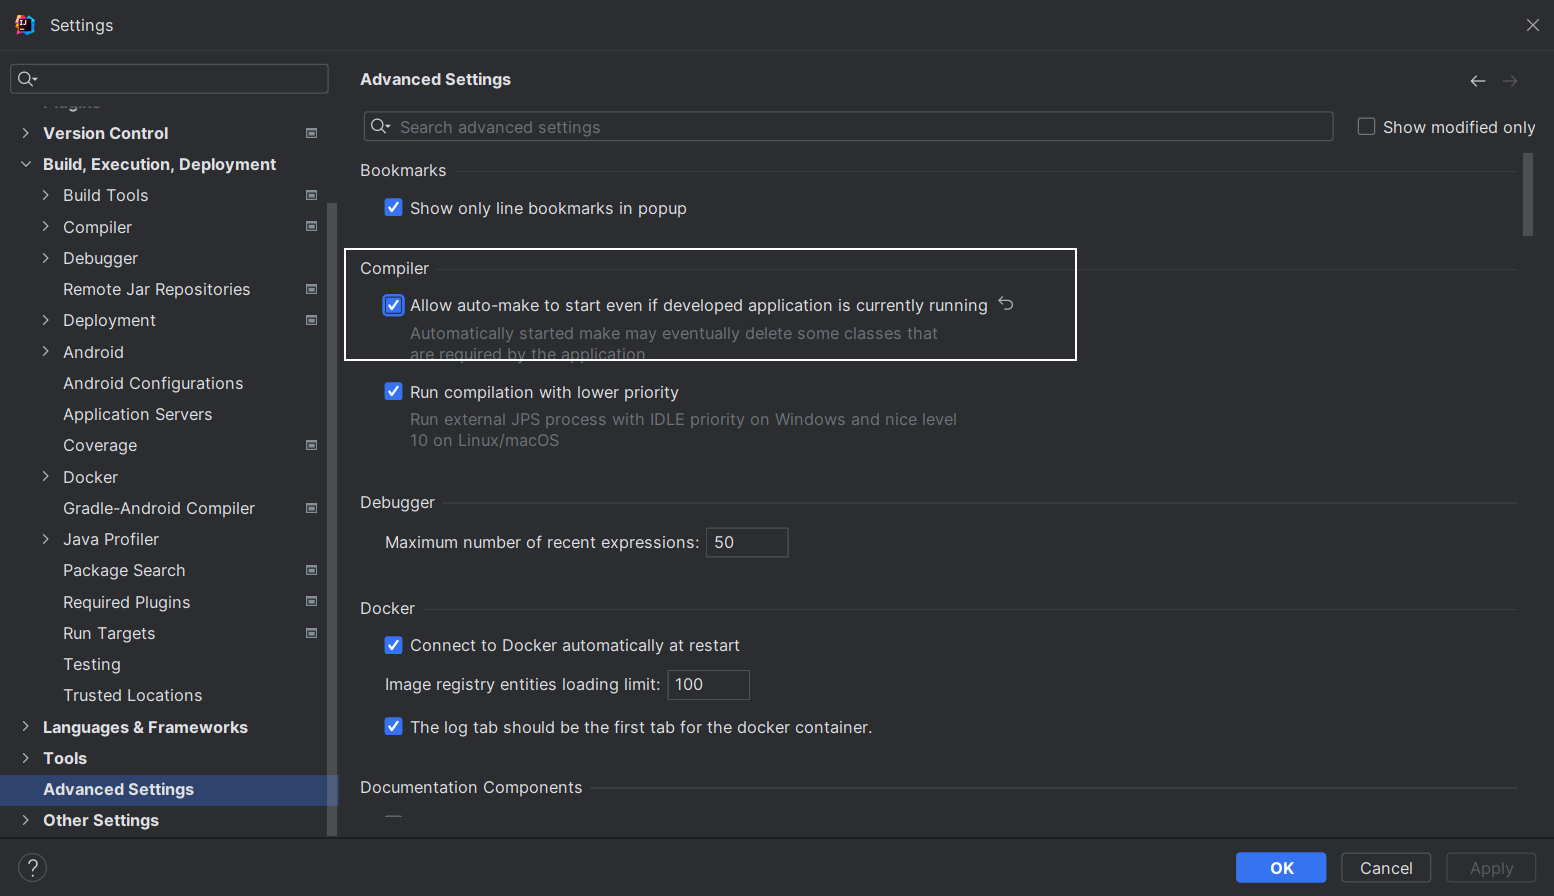 Settings
Plugins
Version Control
Build, Execution, Deployment
Build Tools
Compiler
Debugger
Remote Jar Repositories
Deployment
Android
Android Configurations
Application Servers
Coverage
Docker
Gradle-Android Compiler
Java Profiler
Package Search
Required Plugins
Run Targets
Testing
Trusted Locations
Languages & Frameworks
Tools
Advanced Settings
Other Settings
Advanced Settings
Search advanced settings
Show modified only
Bookmarks
Show only line bookmarks in popup
Compiler
Allow auto-make to start even if developed application is currently running
Automatically started make may eventually delete some classes that
are required by the application
Run compilation with lower priority
Run external JPS process with IDLE priority on Windows and nice level
10 on Linux/macOS
Debugger
Maximum number of recent expressions: 50
Docker
Connect to Docker automatically at restart
Image registry entities loading limit: 100
The log tab should be the first tab for the docker container.
Documentation Components
?
OK
Cancel
Apply